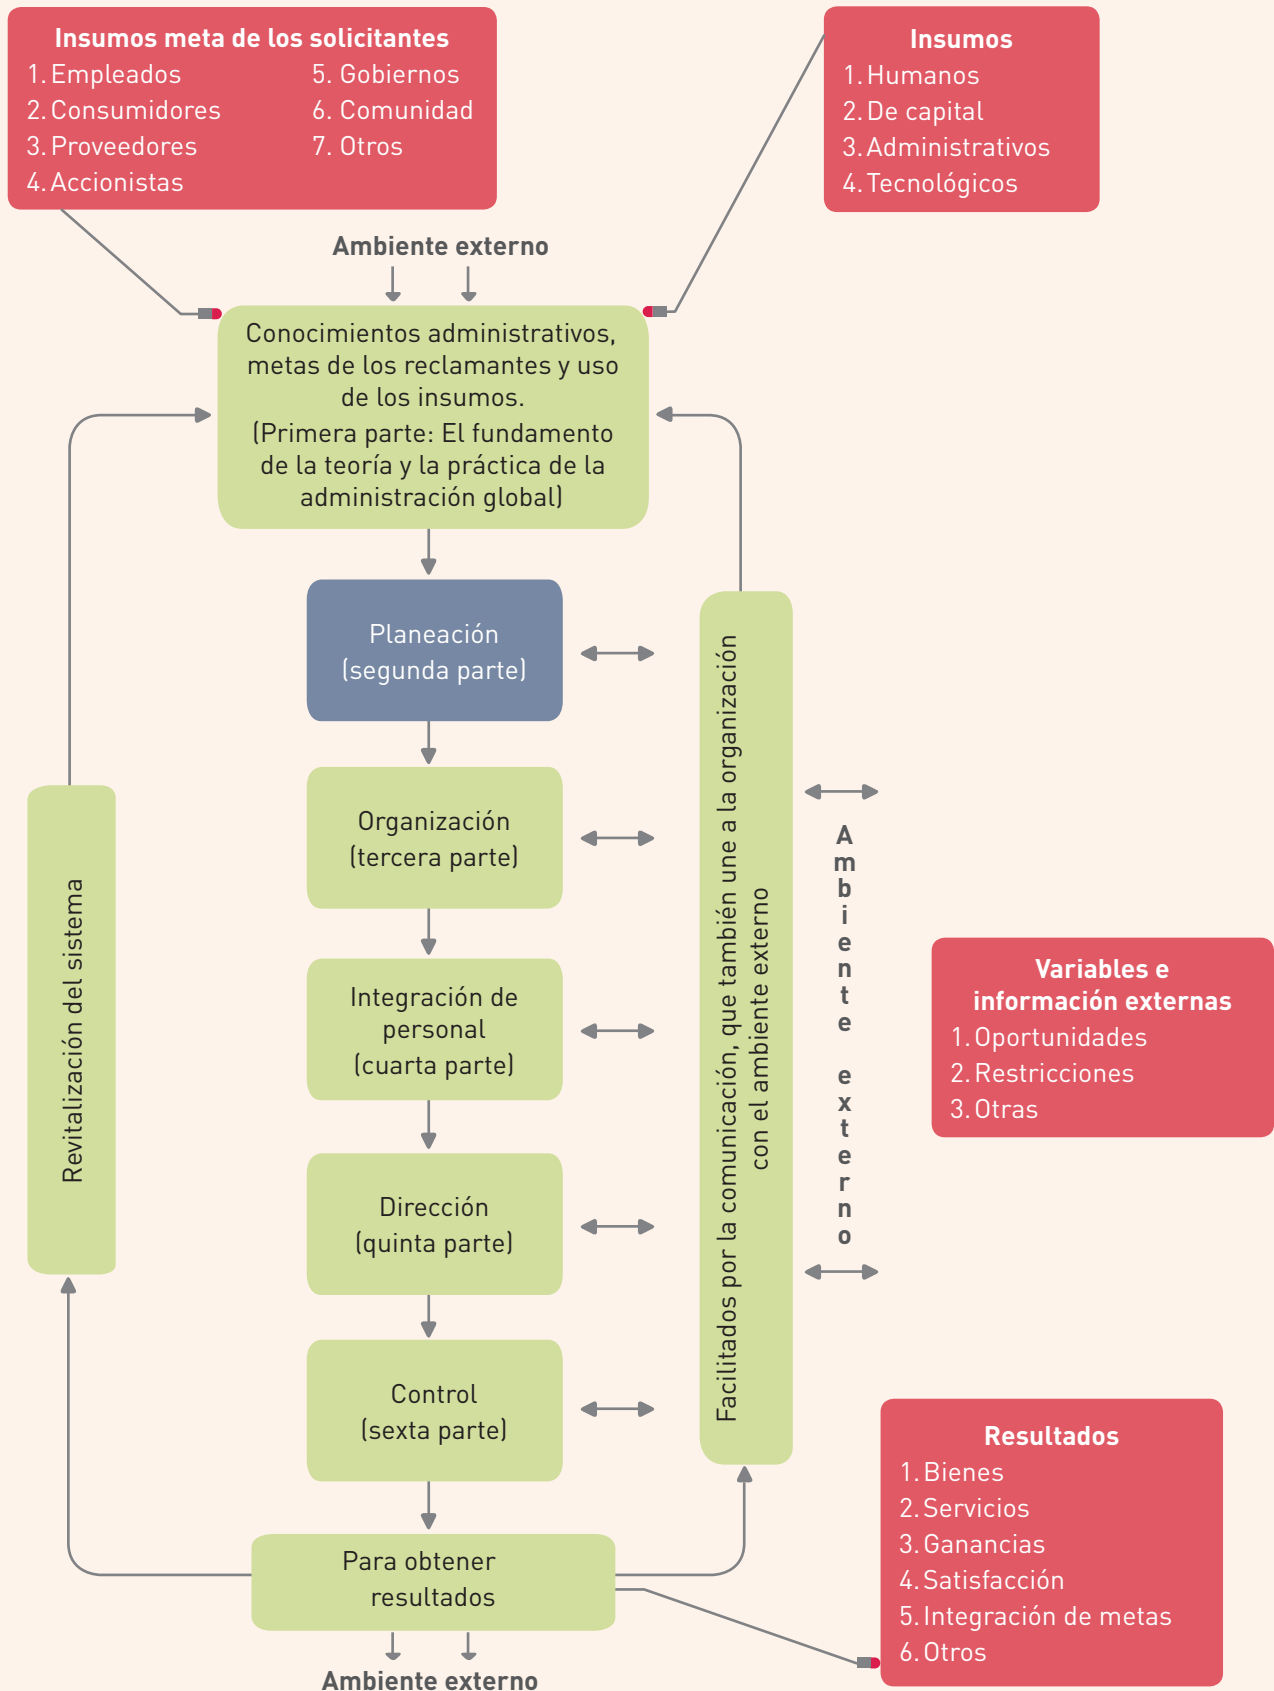 Insumos meta de los solicitantes
1. Empleados
2. Consumidores
3. Proveedores
4. Accionistas
5. Gobiernos
6. Comunidad
7. Otros
Insumos
1. Humanos
2. De capital
3. Administrativos
4. Tecnológicos
Ambiente externo
Conocimientos administrativos,
metas de los reclamantes y uso
de los insumos.
(Primera parte: El fundamento
de la teoría y la práctica de la
administración global)
Planeación
(segunda parte)
Organización
(tercera parte)
Integración de
personal
(cuarta parte)
Dirección
(quinta parte)
Control
(sexta parte)
Para obtener
resultados
Ambiente externo
Revitalización del sistema
Facilitados por la comunicación, que también une a la organización
con el ambiente externo
Ambiente externo
Variables e
información externas
1. Oportunidades
2. Restricciones
3. Otras
Resultados
1. Bienes
2. Servicios
3. Ganancias
4. Satisfacción
5. Integración de metas
6. Otros